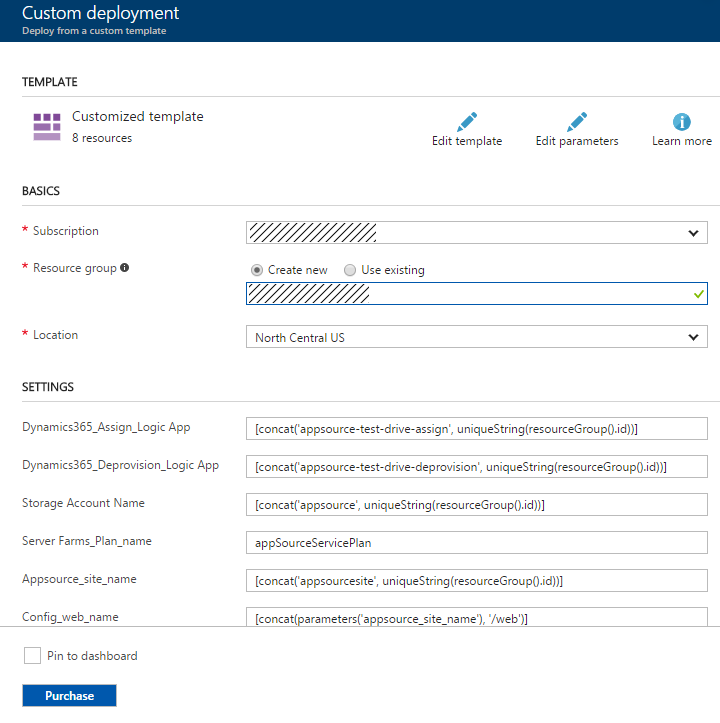 Custom deployment
Deploy from a custom template
TEMPLATE
Customized template
8 resources
Edit template
Edit parameters
Learn more
BASICS
* Subscription
* Resource group
Create new
Use existing
* Location
North Central US
SETTINGS
Dynamics365_Assign_Logic App
[concat('appsource-test-drive-assign', uniqueString(resourceGroup().id))]
Dynamics365_Deprovision_Logic App
[concat('appsource-test-drive-deprovision', uniqueString(resourceGroup().id))]
Storage Account Name
[concat('appsource', uniqueString(resourceGroup().id))]
Server Farms_Plan_name
appSourceServicePlan
Appsource_site_name
[concat('appsourcesite', uniqueString(resourceGroup().id))]
Config_web_name
[concat(parameters('appsource_site_name'), '/web')]
Pin to dashboard
Purchase